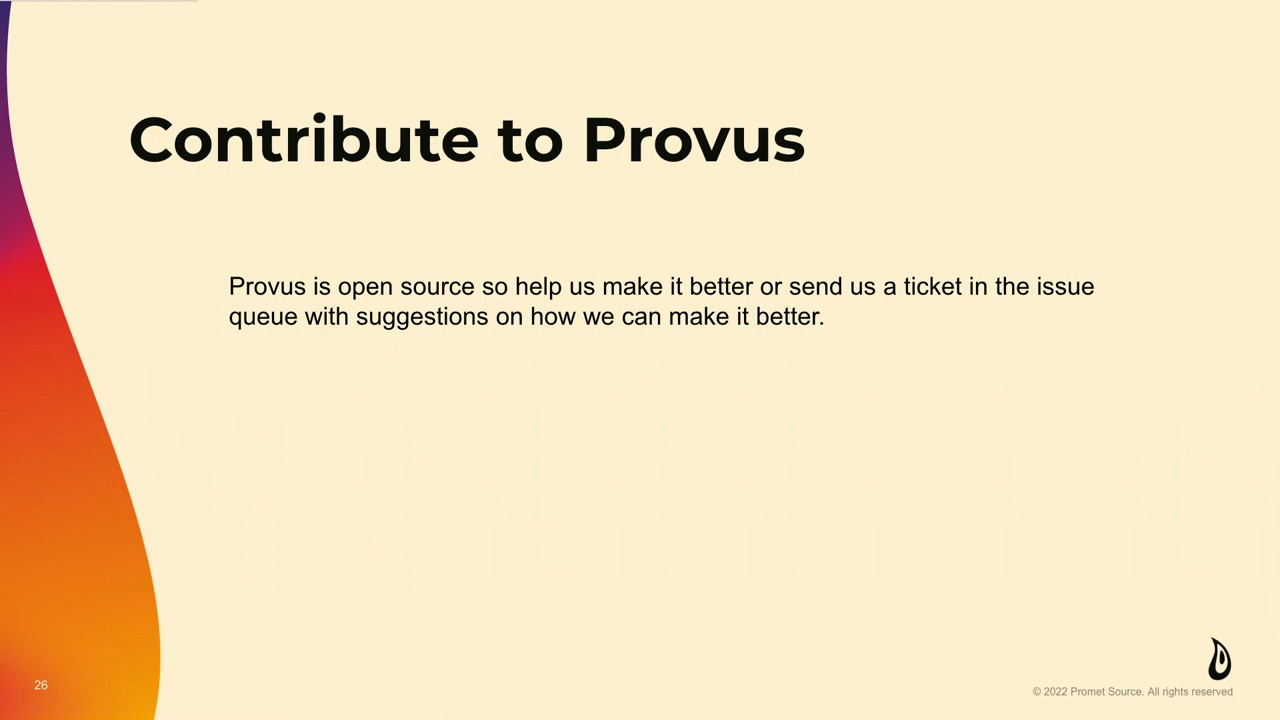 Contribute to Provus
Provus is open source so help us make it better or send us a ticket in the issue
queue with suggestions on how we can make it better.
26
© 2022 Promet Source. All rights reserved